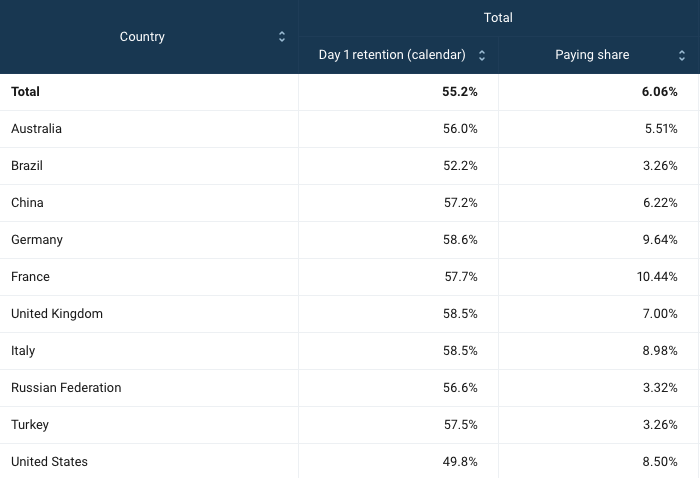 Country Total
Day 1 retention (calendar) Paying share
Total 55.2% 6.06%
Australia 56.0% 5.51%
Brazil 52.2% 3.26%
China 57.2% 6.22%
Germany 58.6% 9.64%
France 57.7% 10.44%
United Kingdom 58.5% 7.00%
Italy 58.5% 8.98%
Russian Federation 56.6% 3.32%
Turkey 57.5% 3.26%
United States 49.8% 8.50%